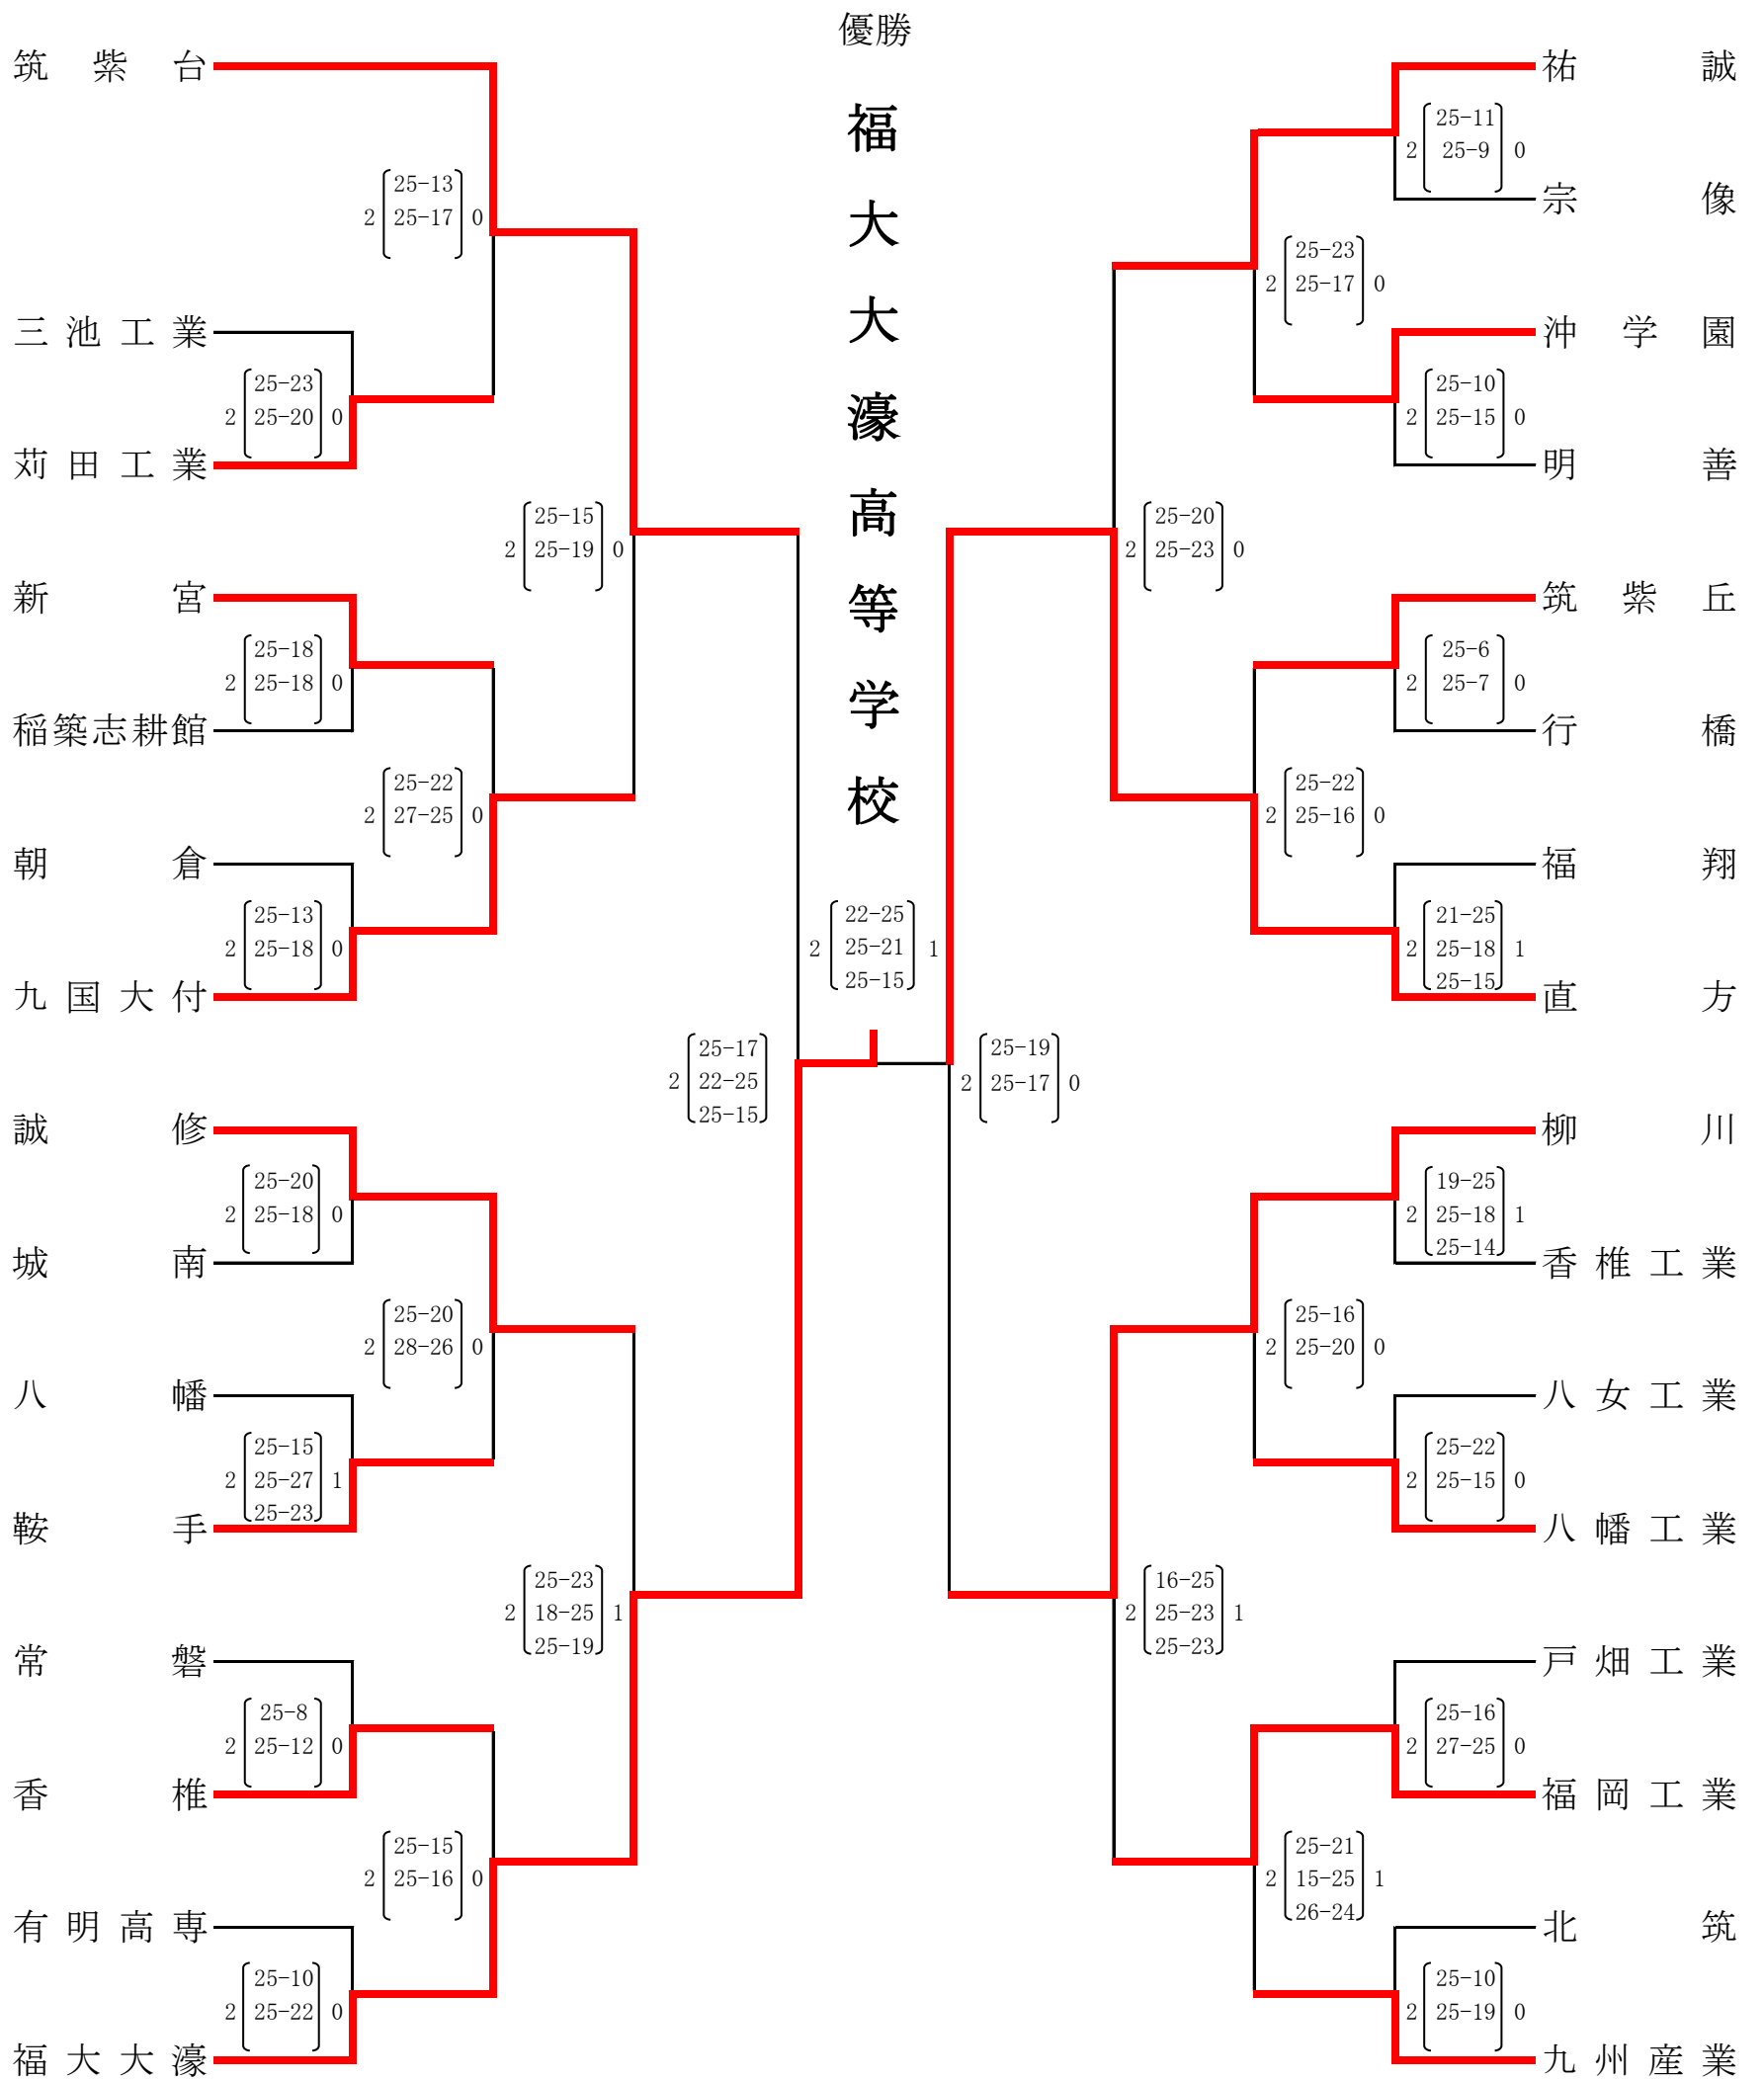 優勝
福大大濠高等学校
筑紫台
25-13
2 25-17 0
三池工業
25-23
2 25-20 0
苅田工業
25-15
2 25-19 0
新宮
25-18
2 25-18 0
稲築志耕館
25-22
2 27-25 0
朝倉
25-13
2 25-18 0
九国大付
25-17
2 22-25
25-15
誠修
25-20
2 25-18 0
城南
25-20
2 28-26 0
八幡
25-15
2 25-27 1
25-23
鞍手
25-23
2 18-25 1
25-19
常磐
25-8
2 25-12 0
香椎
25-15
2 25-16 0
有明高専
25-10
2 25-22 0
福大大濠
22-25
2 25-21 1
25-15
祐誠
25-11
2 25-9 0
宗像
25-23
2 25-17 0
沖学園
25-10
2 25-15 0
明善
25-20
2 25-23 0
筑紫丘
25-6
2 25-7 0
行橋
25-22
2 25-16 0
福翔
21-25
2 25-18 1
25-15
直方
25-19
2 25-17 0
柳川
19-25
2 25-18 1
25-14
香椎工業
25-16
2 25-20 0
八女工業
25-22
2 25-15 0
八幡工業
16-25
2 25-23 1
25-23
戸畑工業
25-16
2 27-25 0
福岡工業
25-21
2 15-25 1
26-24
北筑
25-10
2 25-19 0
九州産業